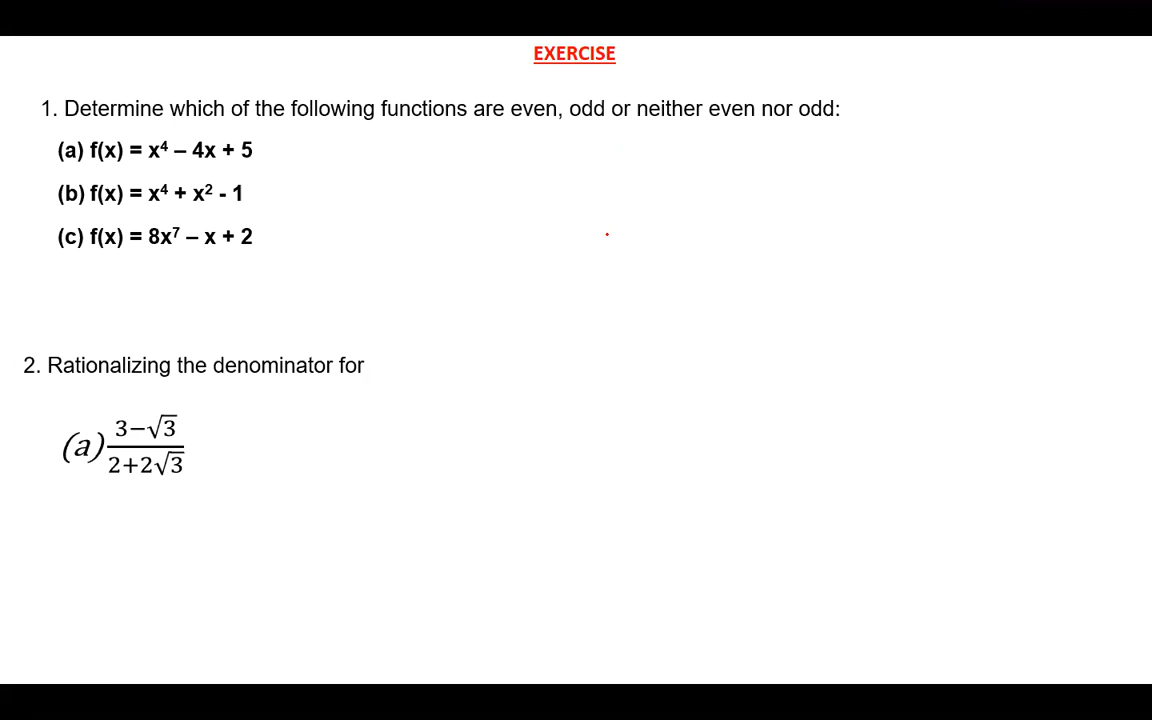 EXERCISE
1. Determine which of the following functions are even, odd or neither even nor odd:
(a) f(x) = x⁴ – 4x + 5
(b) f(x) = x⁴ + x² - 1
(c) f(x) = 8x⁷ – x + 2
2. Rationalizing the denominator for
(a) 3−√3
2+2√3